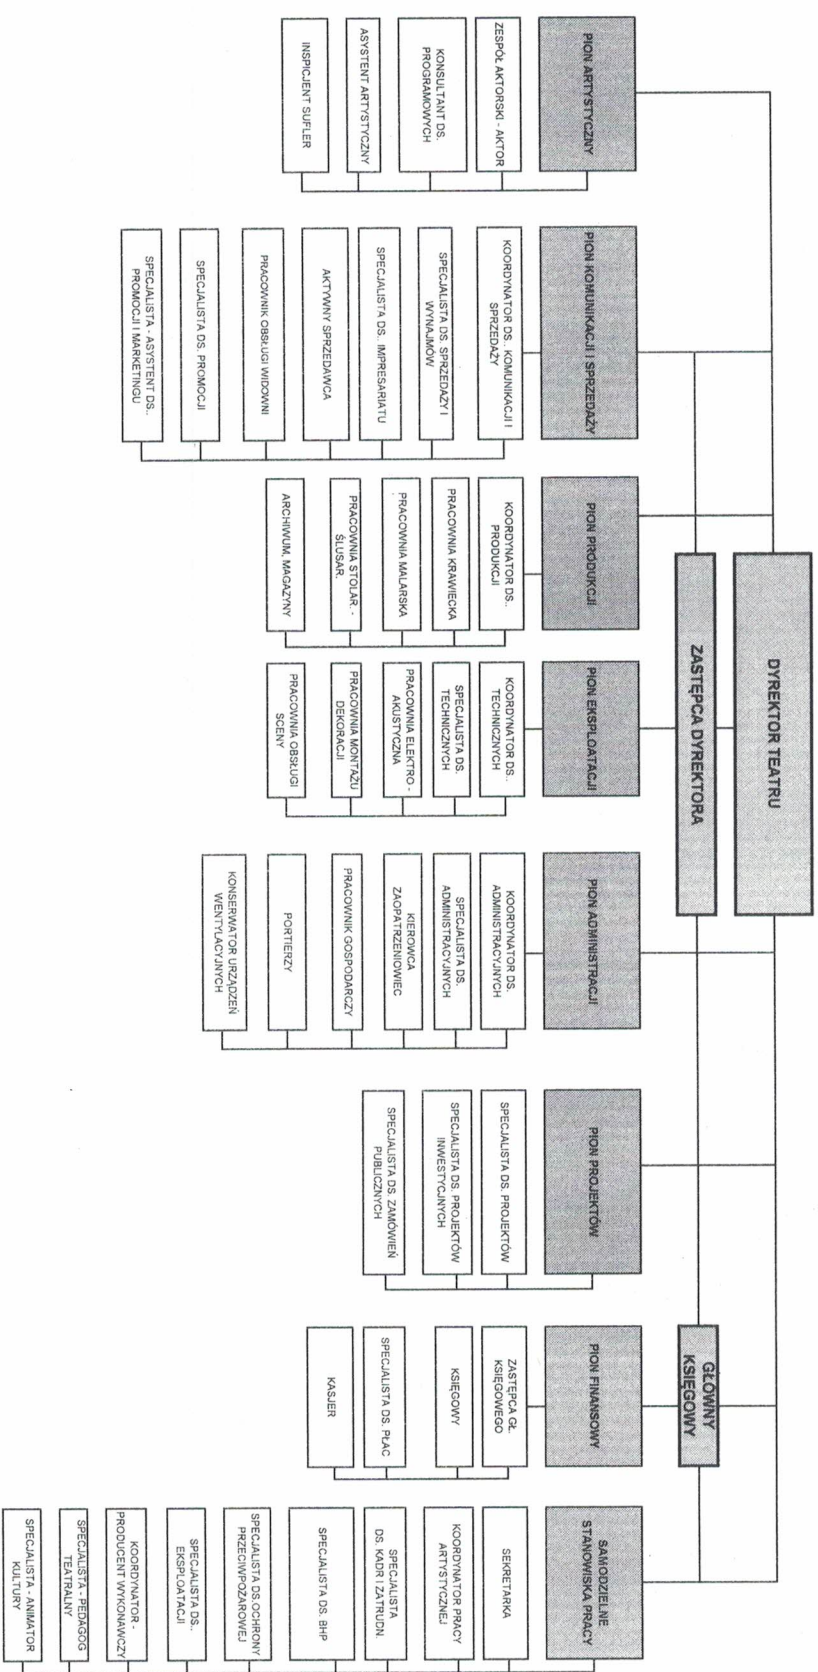 DYREKTOR TEATRU
ZASTĘPCA DYREKTORA
GŁÓWNY
KSIĘGOWY
PION ARTYSTYCZNY
ZESPÓŁ AKTORSKI - AKTOR
KONSULTANT DS.
PROGRAMOWYCH
ASYSTENT ARTYSTYCZNY
INSPICJENT SUFLER
PION KOMUNIKACJI I SPRZEDAŻY
KOORDYNATOR DS.. KOMUNIKACJI I
SPRZEDAŻY
SPECJALISTA DS. SPRZEDAŻY I
WYNAJMÓW
SPECJALISTA DS.. IMPRESARIATU
AKTYWNY SPRZEDAWCA
PRACOWNIK OBSŁUGI WIDOWNI
SPECJALISTA DS. PROMOCJI
SPECJALISTA - ASYSTENT DS..
PROMOCJI I MARKETINGU
PION PRODUKCJI
KOORDYNATOR DS..
PRODUKCJI
PRACOWNIA KRAWIECKA
PRACOWNIA MALARSKA
PRACOWNIA STOLAR. -
ŚLUSAR.
ARCHIWUM, MAGAZYNY
PION EKSPLOATACJI
KOORDYNATOR DS..
TECHNICZNYCH
SPECJALISTA DS.
TECHNICZNYCH
PRACOWNIA ELEKTRO -
AKUSTYCZNA
PRACOWNIA MONTAŻU
DEKORACJI
PRACOWNIA OBSŁUGI
SCENY
PION ADMINISTRACJI
KOORDYNATOR DS.
ADMINISTRACYJNYCH
SPECJALISTA DS.
ADMINISTRACYJNYCH
KIEROWCA
ZAOPATRZENIOWIEC
PRACOWNIK GOSPODARCZY
PORTIERZY
KONSERWATOR URZĄDZEŃ
WENTYLACYJNYCH
PION PROJEKTÓW
SPECJALISTA DS. PROJEKTÓW
SPECJALISTA DS. PROJEKTÓW
INWESTYCJNYCH
SPECJALISTA DS. ZAMÓWIEŃ
PUBLICZNYCH
PION FINANSOWY
ZASTĘPCA GŁ.
KSIĘGOWEGO
KSIĘGOWY
SPECJALISTA DS. PŁAC
KASJER
SAMODZIELNE
STANOWISKA PRACY
SEKRETARKA
KOORDYNATOR PRACY
ARTYSTYCZNEJ
SPECJALISTA
DS. KADR I ZATRUDN.
SPECJALISTA DS. BHP
SPECJALISTA DS.OCHRONY
PRZECIWPOŻAROWEJ
SPECJALISTA DS..
EKSPLOATACJI
KOORDYNATOR -
PRODUCENT WYKONAWCZY
SPECJALISTA - PEDAGOG
TEATRALNY
SPECJALISTA - ANIMATOR
KULTURY